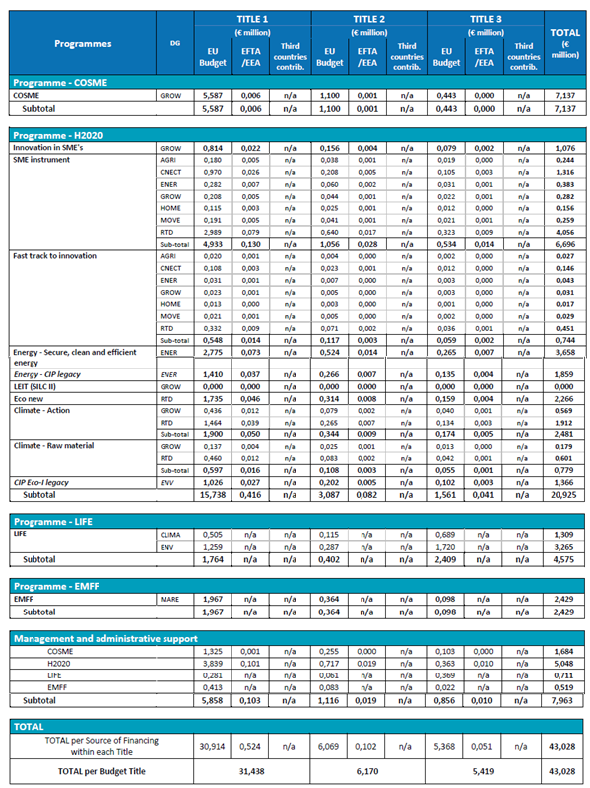 Programmes DG TITLE 1 TITLE 2 TITLE 3 TOTAL (€ million)
(€ million) (€ million) (€ million)
EU Budget EFTA /EEA Third countries contrib. EU Budget EFTA /EEA Third countries contrib. EU Budget EFTA /EEA Third countries contrib.
Programme - COSME
COSME GROW 5,587 0,006 n/a 1,100 0,001 n/a 0,443 0,000 n/a 7,137
Subtotal 5,587 0,006 n/a 1,100 0,001 n/a 0,443 0,000 n/a 7,137
Programme - H2020
Innovation in SME's GROW 0,814 0,022 n/a 0,156 0,004 n/a 0,079 0,002 n/a 1,076
SME instrument AGRI 0,180 0,005 n/a 0,038 0,001 n/a 0,019 0,000 n/a 0,244
CNECT 0,970 0,026 n/a 0,208 0,005 n/a 0,105 0,003 n/a 1,316
ENER 0,282 0,007 n/a 0,060 0,002 n/a 0,031 0,001 n/a 0,383
GROW 0,208 0,005 n/a 0,044 0,001 n/a 0,022 0,001 n/a 0,282
HOME 0,115 0,003 n/a 0,025 0,001 n/a 0,012 0,000 n/a 0,156
MOVE 0,191 0,005 n/a 0,041 0,001 n/a 0,021 0,001 n/a 0,259
RTD 2,989 0,079 n/a 0,640 0,017 n/a 0,323 0,009 n/a 4,056
Sub-total 4,933 0,130 n/a 1,056 0,028 n/a 0,534 0,014 n/a 6,696
Fast track to innovation AGRI 0,020 0,001 n/a 0,004 0,000 n/a 0,002 0,000 n/a 0,027
CNECT 0,108 0,003 n/a 0,023 0,001 n/a 0,012 0,000 n/a 0,146
ENER 0,031 0,001 n/a 0,007 0,000 n/a 0,003 0,000 n/a 0,043
GROW 0,023 0,001 n/a 0,005 0,000 n/a 0,003 0,000 n/a 0,031
HOME 0,013 0,000 n/a 0,003 0,000 n/a 0,001 0,000 n/a 0,017
MOVE 0,021 0,001 n/a 0,005 0,000 n/a 0,002 0,000 n/a 0,029
RTD 0,332 0,009 n/a 0,071 0,002 n/a 0,036 0,001 n/a 0,451
Sub-total 0,548 0,014 n/a 0,117 0,003 n/a 0,059 0,002 n/a 0,744
Energy - Secure, clean and efficient ENER 2,775 0,073 n/a 0,524 0,014 n/a 0,265 0,007 n/a 3,658
energy
Energy - CIP legacy ENER 1,410 0,037 n/a 0,266 0,007 n/a 0,135 0,004 n/a 1,859
LEIT (SILC II) GROW 0,000 0,000 n/a 0,000 0,000 n/a 0,000 0,000 n/a 0,000
Eco new RTD 1,735 0,046 n/a 0,314 0,008 n/a 0,159 0,004 n/a 2,266
Climate - Action GROW 0,436 0,012 n/a 0,079 0,002 n/a 0,040 0,001 n/a 0,569
RTD 1,464 0,039 n/a 0,265 0,007 n/a 0,134 0,003 n/a 1,912
Sub-total 1,900 0,050 n/a 0,344 0,009 n/a 0,174 0,005 n/a 2,481
Climate - Raw material GROW 0,137 0,004 n/a 0,025 0,001 n/a 0,013 0,000 n/a 0,179
RTD 0,460 0,012 n/a 0,083 0,002 n/a 0,042 0,001 n/a 0,601
Sub-total 0,597 0,016 n/a 0,108 0,003 n/a 0,055 0,001 n/a 0,779
CIP Eco-I legacy ENV 1,026 0,027 n/a 0,202 0,005 n/a 0,102 0,003 n/a 1,366
Subtotal 15,738 0,416 n/a 3,087 0,082 n/a 1,561 0,041 n/a 20,925
Programme - LIFE
LIFE CLIMA 0,505 n/a n/a 0,115 n/a n/a 0,689 n/a n/a 1,309
ENV 1,259 n/a n/a 0,287 n/a n/a 1,720 n/a n/a 3,265
Subtotal 1,764 n/a n/a 0,402 n/a n/a 2,409 n/a n/a 4,575
Programme - EMFF
EMFF MARE 1,967 n/a n/a 0,364 n/a n/a 0,098 n/a n/a 2,429
Subtotal 1,967 n/a n/a 0,364 n/a n/a 0,098 n/a n/a 2,429
Management and administrative support
COSME 1,325 0,001 n/a 0,255 0,000 n/a 0,103 0,000 n/a 1,684
H2020 3,839 0,101 n/a 0,717 0,019 n/a 0,363 0,010 n/a 5,048
LIFE 0,281 n/a n/a 0,061 n/a n/a 0,369 n/a n/a 0,711
EMFF 0,413 n/a n/a 0,083 n/a n/a 0,022 n/a n/a 0,519
Subtotal 5,858 0,103 n/a 1,116 0,019 n/a 0,856 0,010 n/a 7,963
TOTAL
TOTAL per Source of Financing within each Title 30,914 0,524 n/a 6,069 0,102 n/a 5,368 0,051 n/a 43,028
TOTAL per Budget Title 31,438 6,170 5,419 43,028